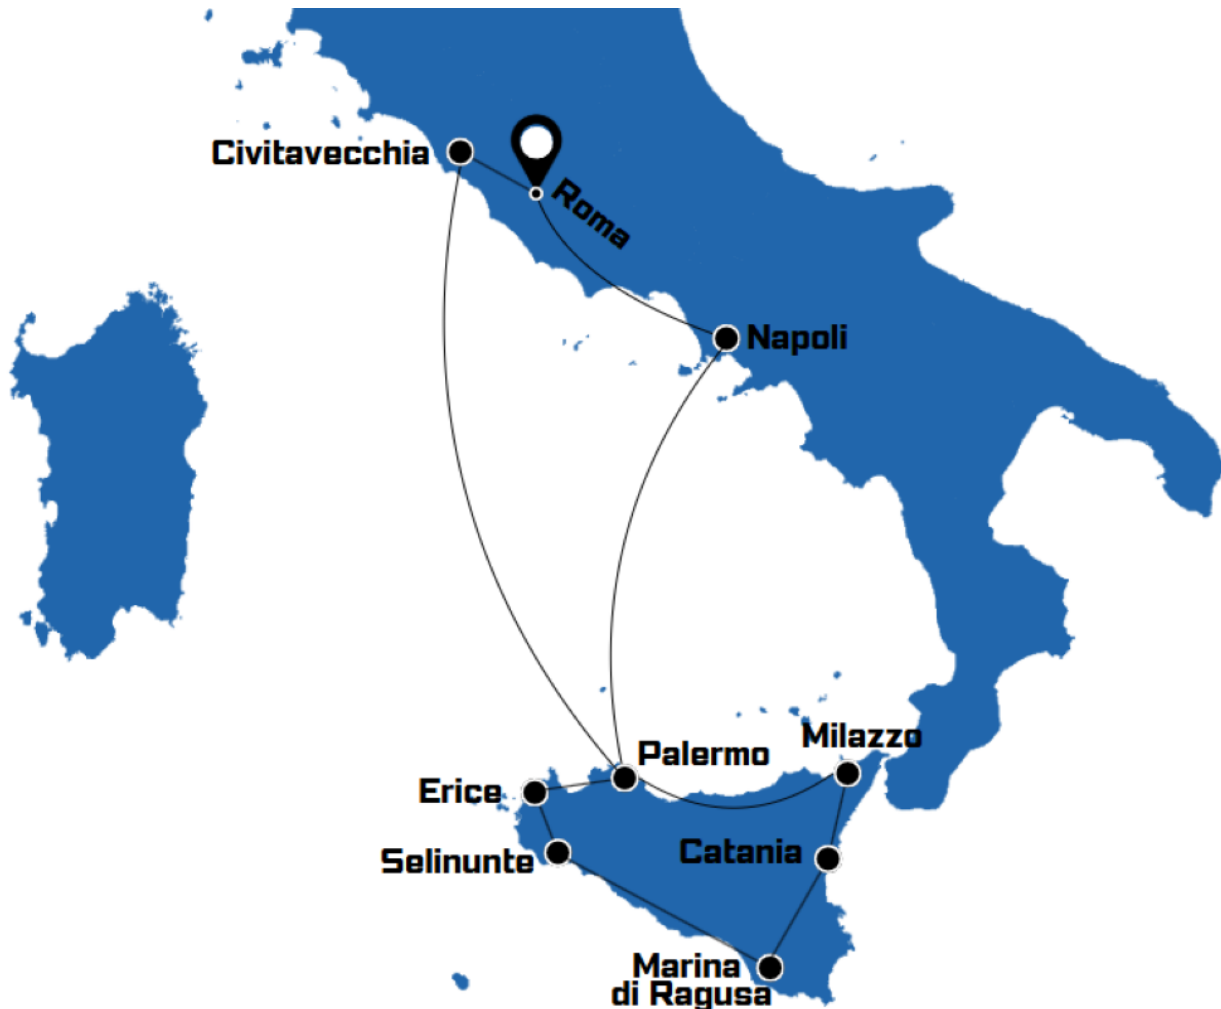 Civitavecchia
Roma
Napoli
Milazzo
Palermo
Erice
Catania
Selinunte
Marina
di Ragusa